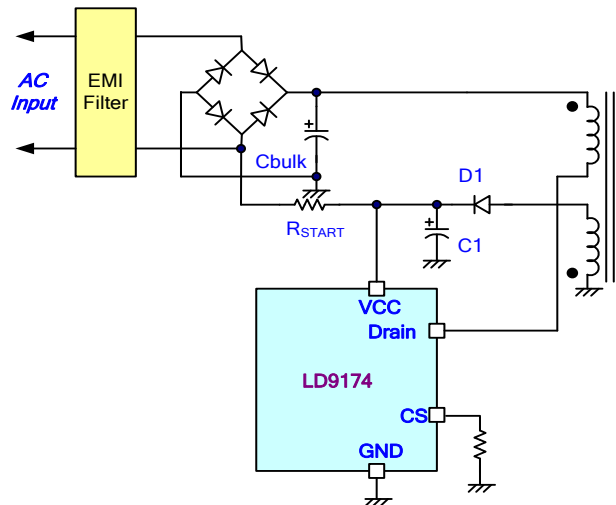 AC
Input
EMI
Filter
+
Cbulk
D1
RSTART
+
C1
VCC
Drain
LD9174
CS
GND